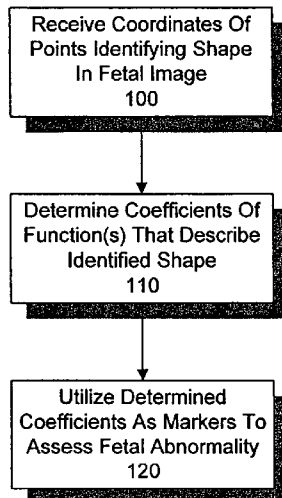 Receive Coordinates Of
Points Identifying Shape
In Fetal Image
100
Determine Coefficients Of
Function(s) That Describe
Identified Shape
110
Utilize Determined
Coefficients As Markers To
Assess Fetal Abnormality
120